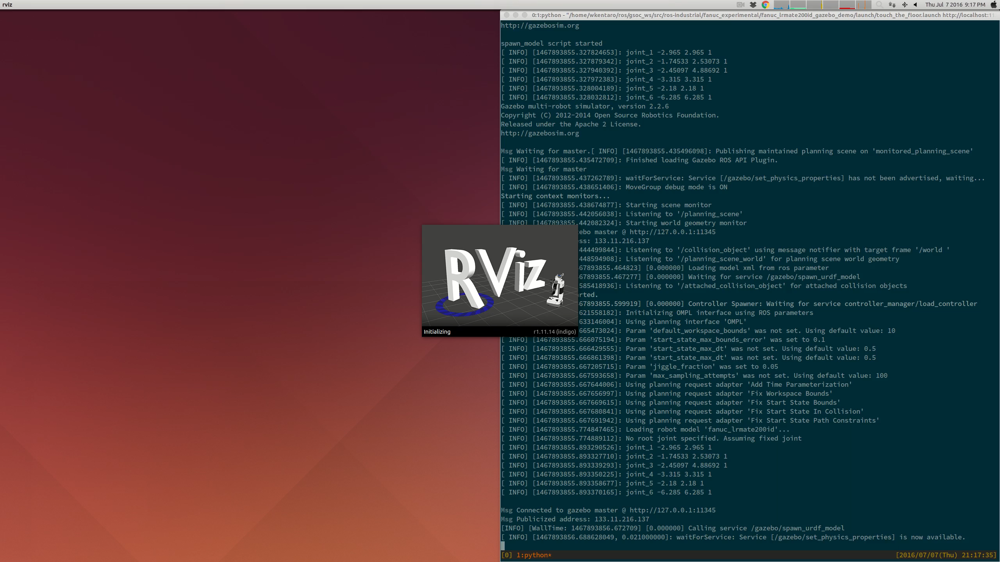 rviz
Thu Jul 7 2016 9:17 PM
0:1:python - "/home/wkentaro/ros/gsoc_ws/src/ros-industrial/fanuc_experimental/fanuc_lrmate200id_gazebo_demo/launch/touch_the_floor.launch http://localhost:11
http://gazebosim.org
spawn_model script started
[ INFO] [1467893855.327824653]: joint_1 -2.965 2.965 1
[ INFO] [1467893855.327879342]: joint_2 -1.74533 2.53073 1
[ INFO] [1467893855.327940392]: joint_3 -2.45097 4.88692 1
[ INFO] [1467893855.327972383]: joint_4 -3.315 3.315 1
[ INFO] [1467893855.328004189]: joint_5 -2.18 2.18 1
[ INFO] [1467893855.328032812]: joint_6 -6.285 6.285 1
Gazebo multi-robot simulator, version 2.2.6
Copyright (C) 2012-2014 Open Source Robotics Foundation.
Released under the Apache 2 License.
http://gazebosim.org
Msg Waiting for master.[ INFO] [1467893855.435496098]: Publishing maintained planning scene on 'monitored_planning_scene'
[ INFO] [1467893855.435472709]: Finished loading Gazebo ROS API Plugin.
Msg Waiting for master
[ INFO] [1467893855.437262789]: waitForService: Service [/gazebo/set_physics_properties] has not been advertised, waiting...
[ INFO] [1467893855.438651406]: MoveGroup debug mode is ON
Starting context monitors...
[ INFO] [1467893855.438674877]: Starting scene monitor
[ INFO] [1467893855.442056038]: Listening to '/planning_scene'
[ INFO] [1467893855.442082324]: Starting world geometry monitor
ebo master @ http://127.0.0.1:11345
ss: 133.11.216.137
444499844]: Listening to '/collision_object' using message notifier with target frame '/world '
448594908]: Listening to '/planning_scene_world' for planning scene world geometry
67893855.464823] [0.000000] Loading model xml from ros parameter
67893855.467277] [0.000000] Waiting for service /gazebo/spawn_urdf_model
585418936]: Listening to '/attached_collision_object' for attached collision objects
rted.
67893855.599919] [0.000000] Controller Spawner: Waiting for service controller_manager/load_controller
621558182]: Initializing OMPL interface using ROS parameters
633146004]: Using planning interface 'OMPL'
665473024]: Param 'default_workspace_bounds' was not set. Using default value: 10
[ INFO] [1467893855.666075194]: Param 'start_state_max_bounds_error' was set to 0.1
[ INFO] [1467893855.666429555]: Param 'start_state_max_dt' was not set. Using default value: 0.5
[ INFO] [1467893855.666861398]: Param 'start_state_max_dt' was not set. Using default value: 0.5
[ INFO] [1467893855.667205715]: Param 'jiggle_fraction' was set to 0.05
[ INFO] [1467893855.667593658]: Param 'max_sampling_attempts' was not set. Using default value: 100
[ INFO] [1467893855.667644006]: Using planning request adapter 'Add Time Parameterization'
[ INFO] [1467893855.667656997]: Using planning request adapter 'Fix Workspace Bounds'
[ INFO] [1467893855.667669615]: Using planning request adapter 'Fix Start State Bounds'
[ INFO] [1467893855.667680841]: Using planning request adapter 'Fix Start State In Collision'
[ INFO] [1467893855.667691942]: Using planning request adapter 'Fix Start State Path Constraints'
[ INFO] [1467893855.774847465]: Loading robot model 'fanuc_lrmate200id'...
[ INFO] [1467893855.774889112]: No root joint specified. Assuming fixed joint
[ INFO] [1467893855.893290526]: joint_1 -2.965 2.965 1
[ INFO] [1467893855.893327710]: joint_2 -1.74533 2.53073 1
[ INFO] [1467893855.893339293]: joint_3 -2.45097 4.88692 1
[ INFO] [1467893855.893350225]: joint_4 -3.315 3.315 1
[ INFO] [1467893855.893358677]: joint_5 -2.18 2.18 1
[ INFO] [1467893855.893370165]: joint_6 -6.285 6.285 1
Msg Connected to gazebo master @ http://127.0.0.1:11345
Msg Publicized address: 133.11.216.137
[INFO] [WallTime: 1467893856.672709] [0.000000] Calling service /gazebo/spawn_urdf_model
[ INFO] [1467893856.688628049, 0.021000000]: waitForService: Service [/gazebo/set_physics_properties] is now available.
[0] 1:python*
[2016/07/07(Thu) 21:17:35]
RViz
Initializing
r1.11.14 (indigo)